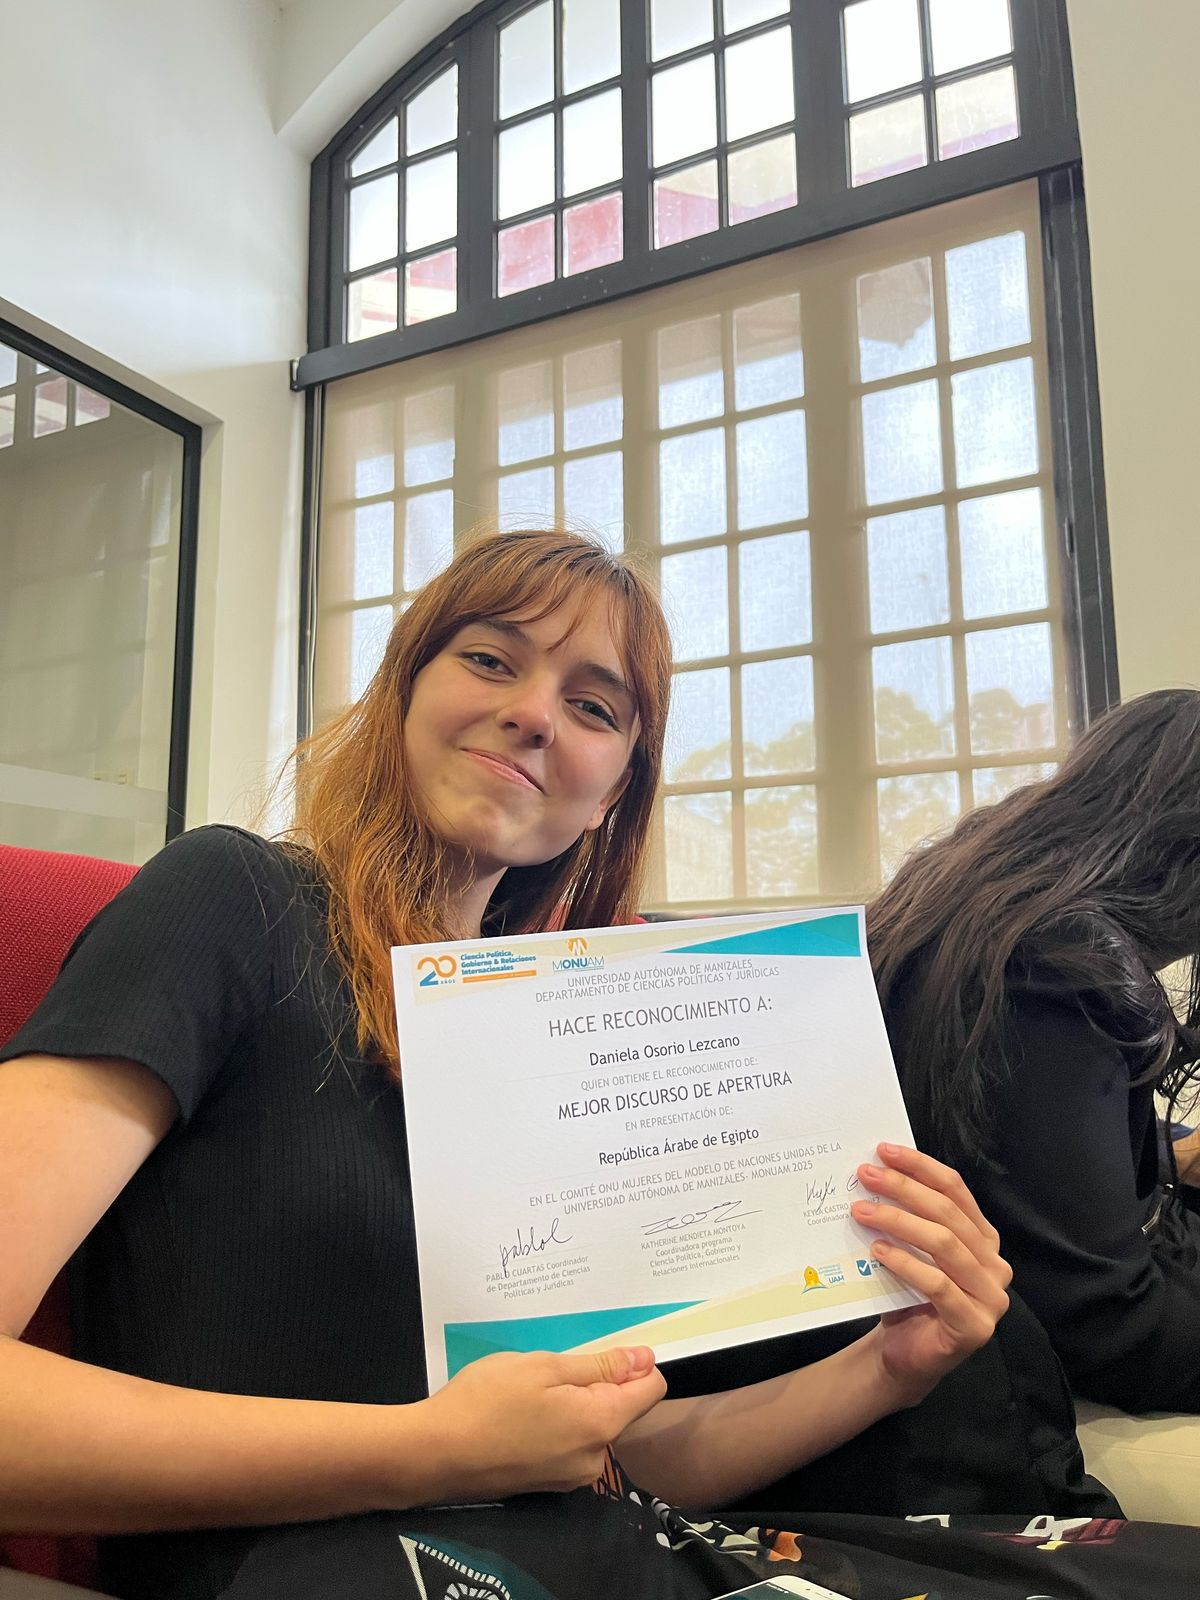 20 AÑOS
Ciencia Política,
Gobierno & Relaciones
Internacionales
MONUAM
UNIVERSIDAD AUTÓNOMA DE MANIZALES
DEPARTAMENTO DE CIENCIAS POLÍTICAS Y JURÍDICAS
HACE RECONOCIMIENTO A:
Daniela Osorio Lezcano
QUIEN OBTIENE EL RECONOCIMIENTO DE:
MEJOR DISCURSO DE APERTURA
EN REPRESENTACIÓN DE:
República Árabe de Egipto
EN EL COMITÉ ONU MUJERES DEL MODELO DE NACIONES UNIDAS DE LA
UNIVERSIDAD AUTÓNOMA DE MANIZALES- MONUAM 2025
pablol
PABLO CUARTAS Coordinador
de Departamento de Ciencias
Políticas y Jurídicas
KATHERINE MENDIETA MONTOYA
Coordinadora programa
Ciencia Política, Gobierno y
Relaciones Internacionales
KEYLA CASTRO
Coordinadora
UAM